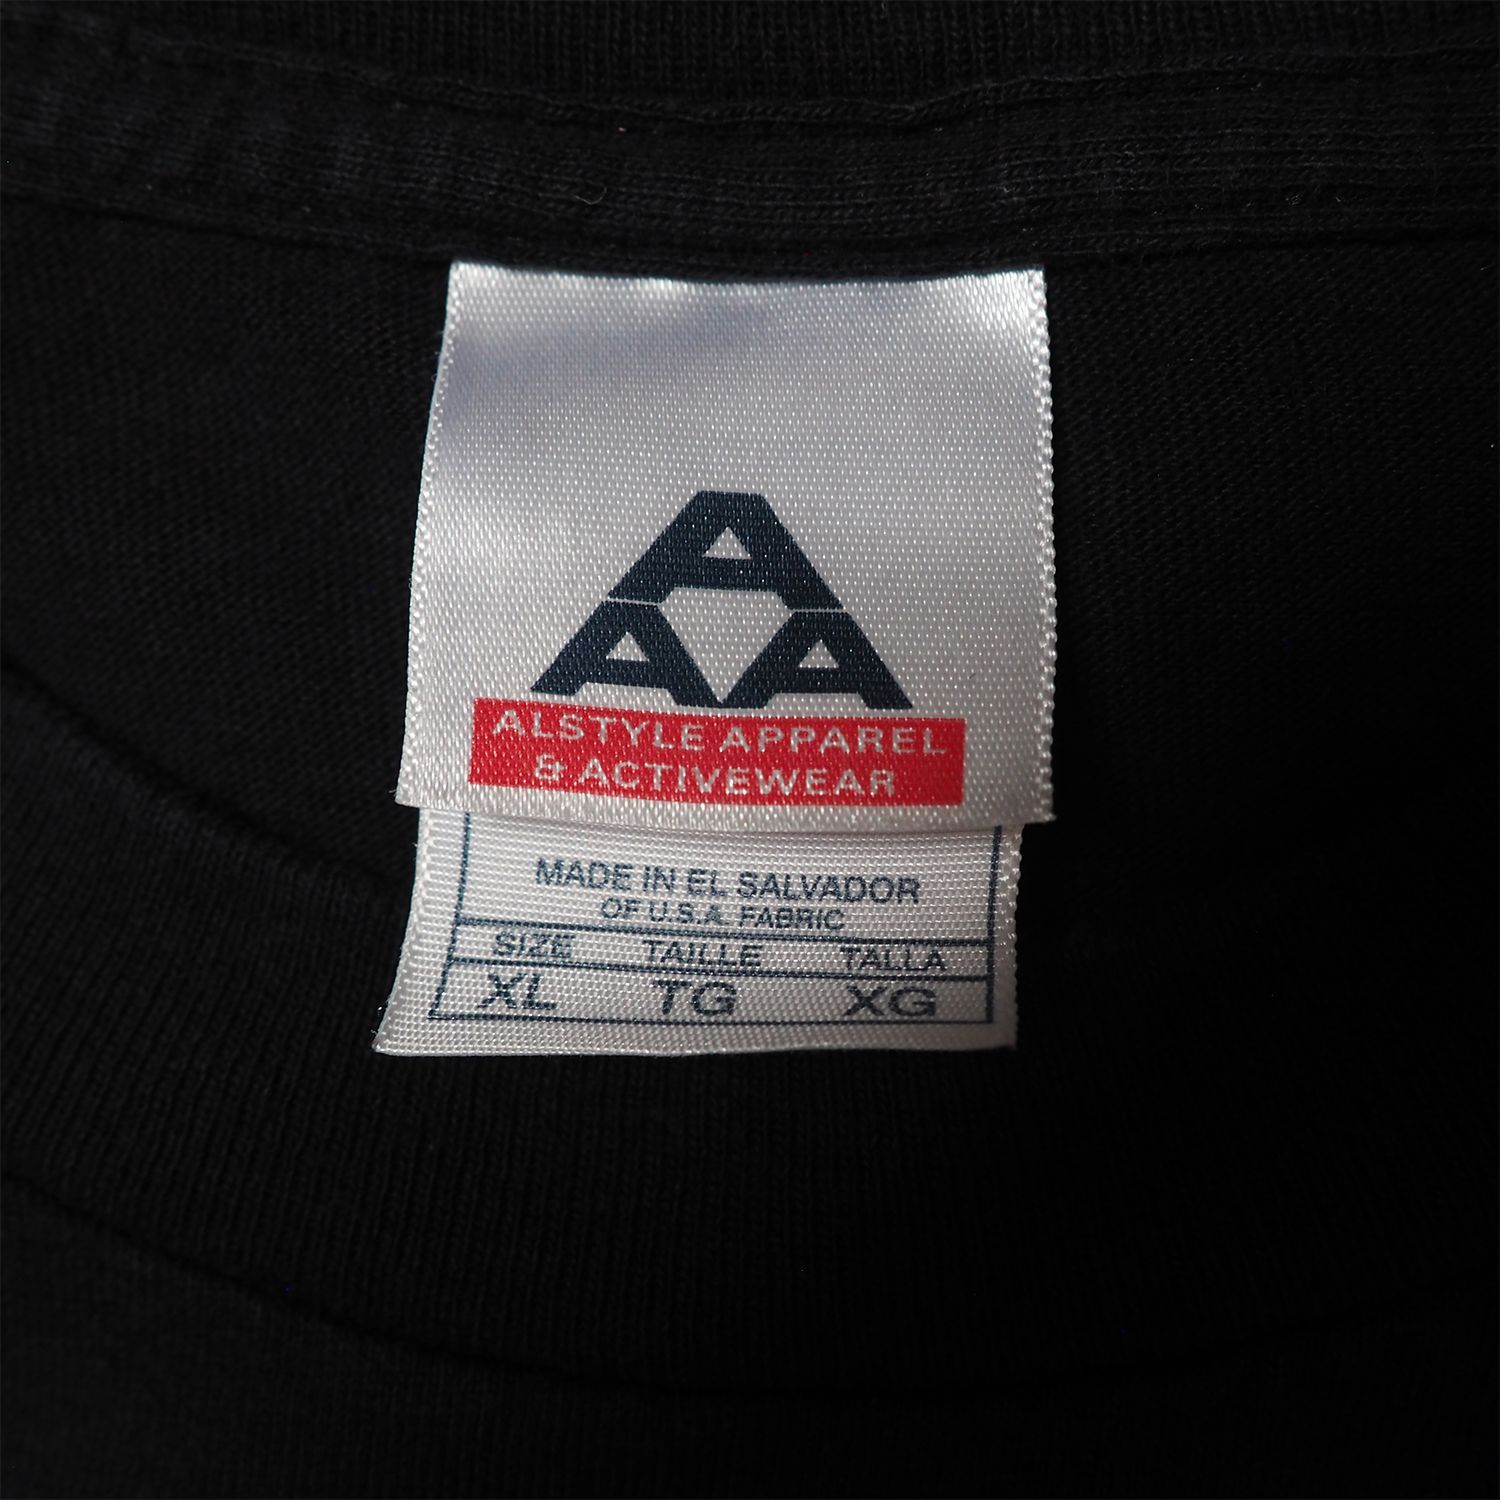 A
A A
ALSTYLE APPAREL
& ACTIVEWEAR
MADE IN EL SALVADOR
OF U.S.A. FABRIC
SIZE TAILLE TALLA
XL TG XG